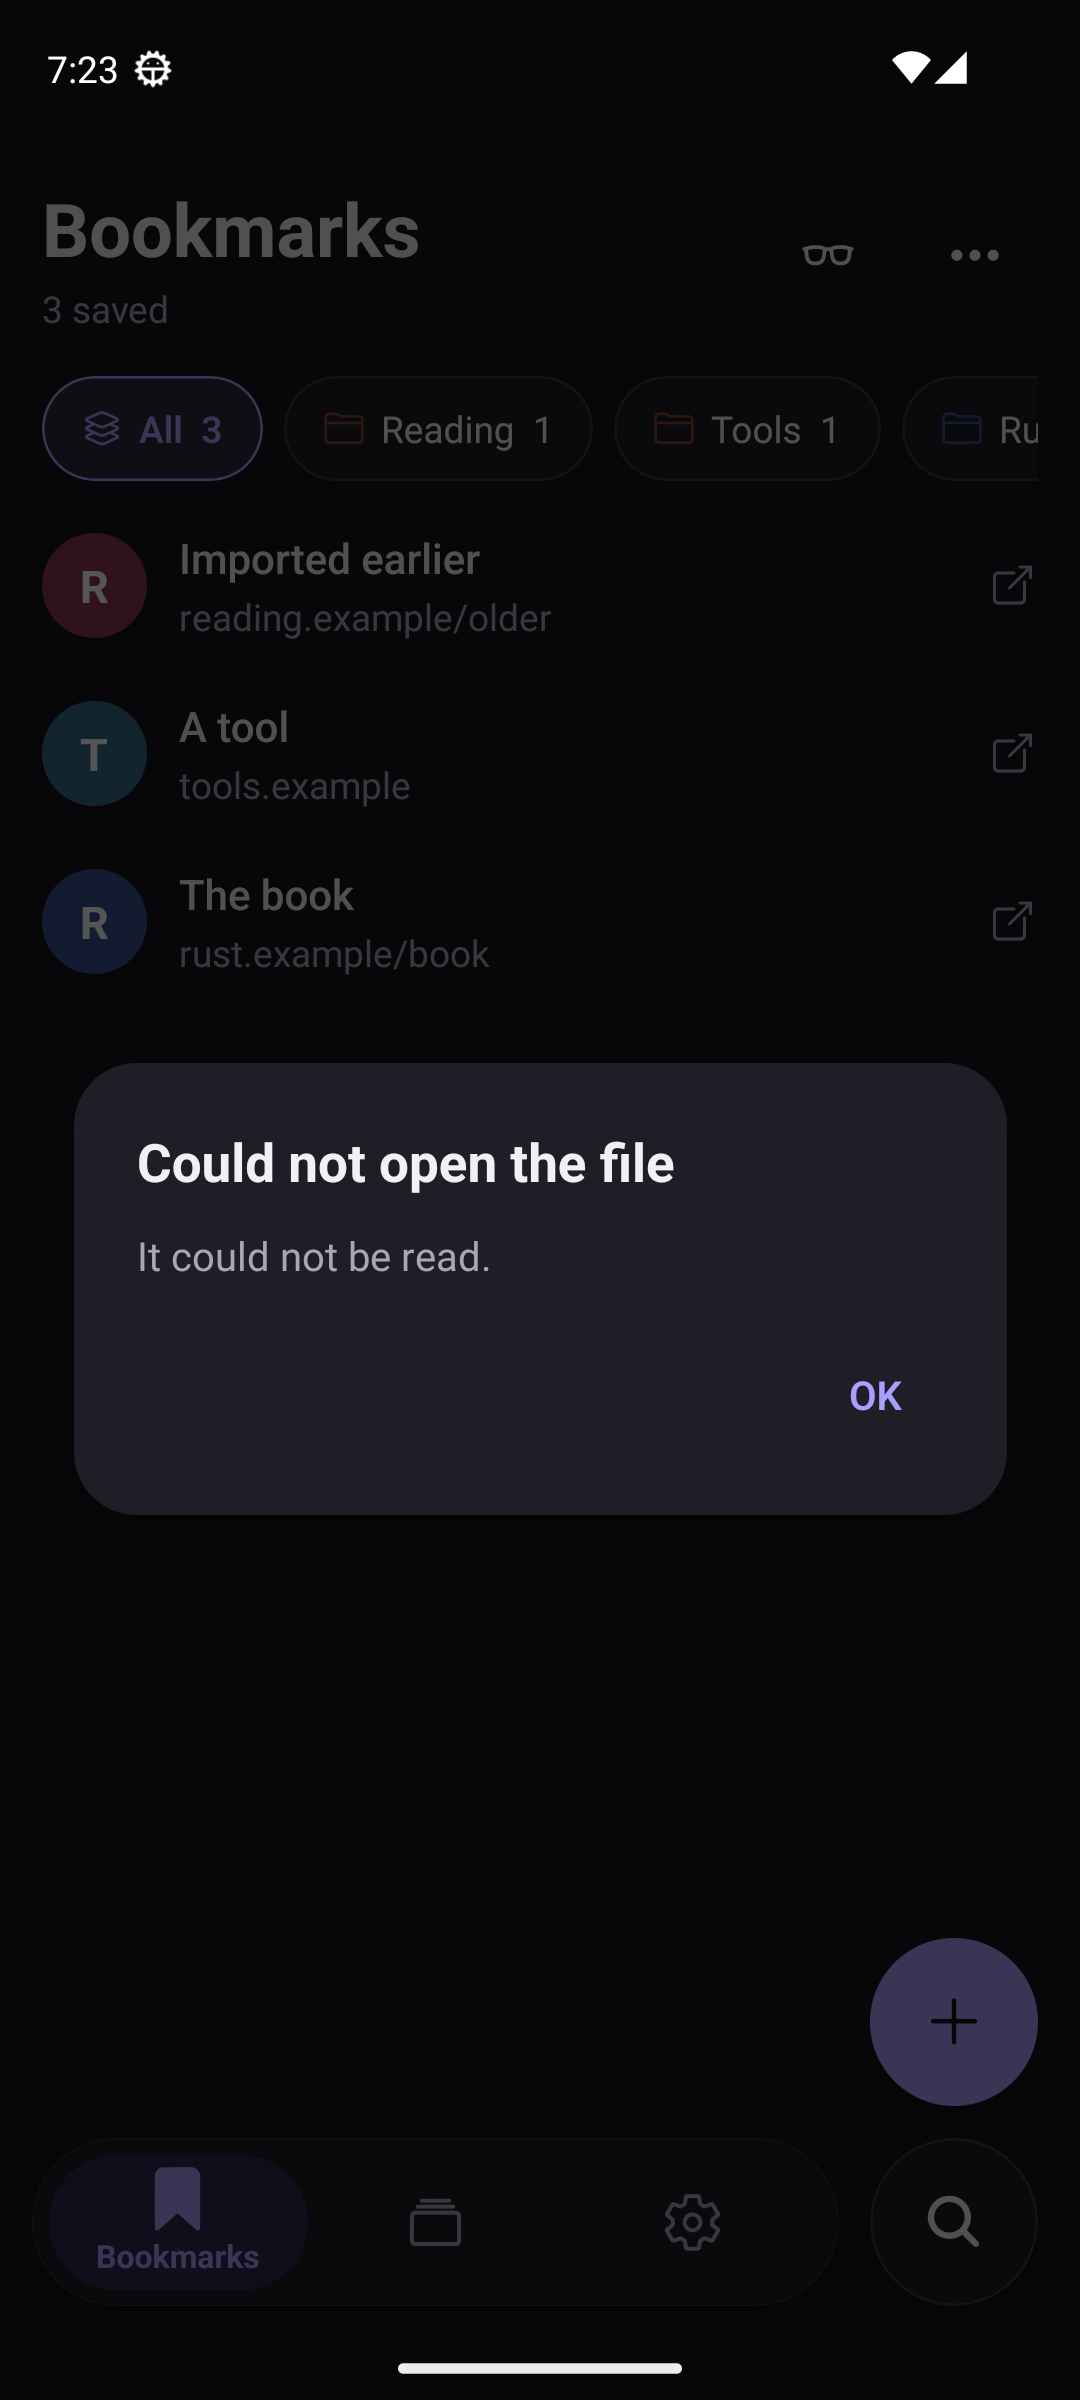 7:23
Bookmarks
3 saved
All 3
Reading 1
Tools 1
Ru
R
Imported earlier
reading.example/older
T
A tool
tools.example
R
The book
rust.example/book
Could not open the file
It could not be read.
OK
Bookmarks